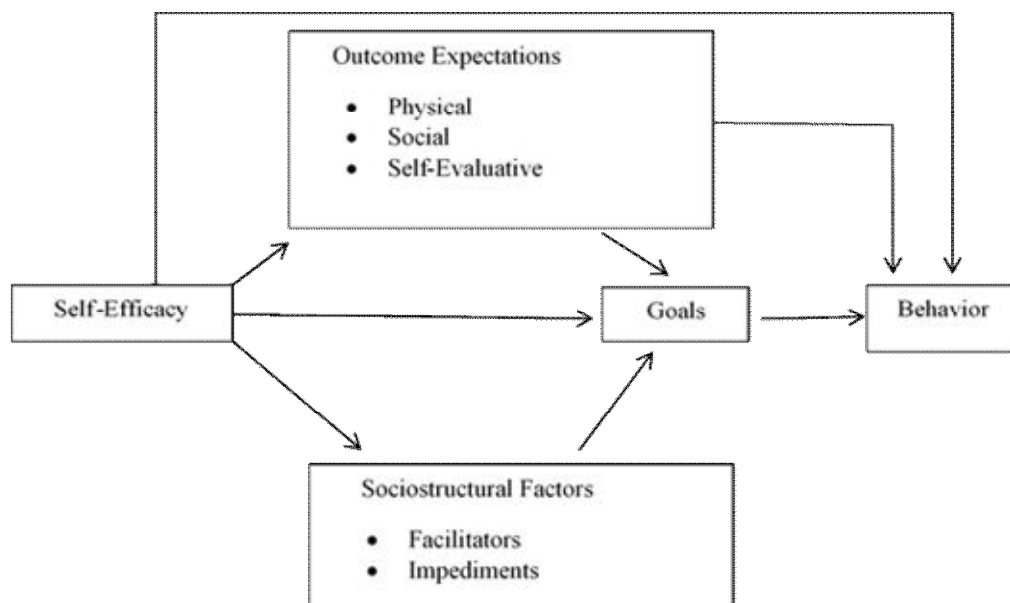 Outcome Expectations
• Physical
• Social
• Self-Evaluative
Self-Efficacy
Goals
Behavior
Sociostructural Factors
• Facilitators
• Impediments